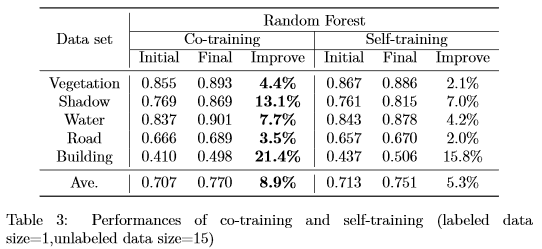 Random Forest
Data set Co-training Self-training
Initial Final Improve Initial Final Improve
Vegetation 0.855 0.893 4.4% 0.867 0.886 2.1%
Shadow 0.769 0.869 13.1% 0.761 0.815 7.0%
Water 0.837 0.901 7.7% 0.843 0.878 4.2%
Road 0.666 0.689 3.5% 0.657 0.670 2.0%
Building 0.410 0.498 21.4% 0.437 0.506 15.8%
Ave. 0.707 0.770 8.9% 0.713 0.751 5.3%
Table 3: Performances of co-training and self-training (labeled data
size=1,unlabeled data size=15)